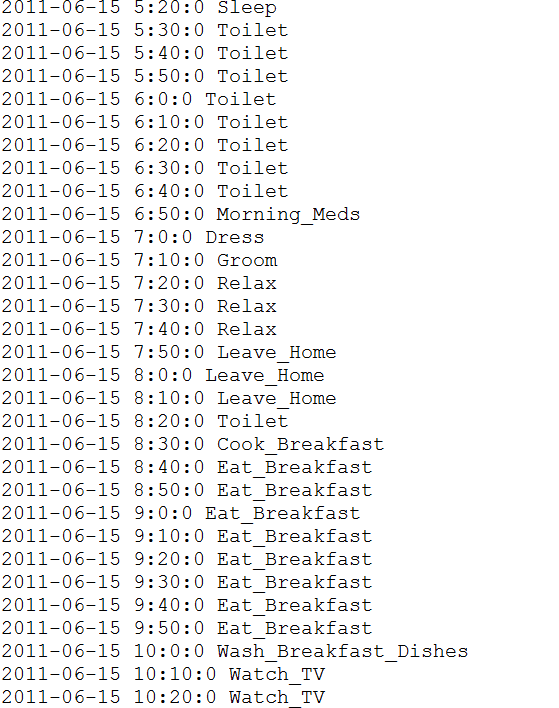 2011-06-15 5:20:0 Sleep
2011-06-15 5:30:0 Toilet
2011-06-15 5:40:0 Toilet
2011-06-15 5:50:0 Toilet
2011-06-15 6:0:0 Toilet
2011-06-15 6:10:0 Toilet
2011-06-15 6:20:0 Toilet
2011-06-15 6:30:0 Toilet
2011-06-15 6:40:0 Toilet
2011-06-15 6:50:0 Morning_Meds
2011-06-15 7:0:0 Dress
2011-06-15 7:10:0 Groom
2011-06-15 7:20:0 Relax
2011-06-15 7:30:0 Relax
2011-06-15 7:40:0 Relax
2011-06-15 7:50:0 Leave_Home
2011-06-15 8:0:0 Leave_Home
2011-06-15 8:10:0 Leave_Home
2011-06-15 8:20:0 Toilet
2011-06-15 8:30:0 Cook_Breakfast
2011-06-15 8:40:0 Eat_Breakfast
2011-06-15 8:50:0 Eat_Breakfast
2011-06-15 9:0:0 Eat_Breakfast
2011-06-15 9:10:0 Eat_Breakfast
2011-06-15 9:20:0 Eat_Breakfast
2011-06-15 9:30:0 Eat_Breakfast
2011-06-15 9:40:0 Eat_Breakfast
2011-06-15 9:50:0 Eat_Breakfast
2011-06-15 10:0:0 Wash_Breakfast_Dishes
2011-06-15 10:10:0 Watch_TV
2011-06-15 10:20:0 Watch_TV